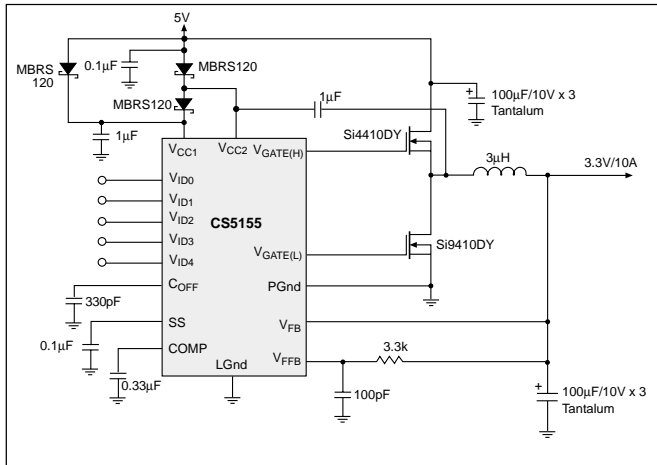 5V
MBRS
120
0.1µF
MBRS120
MBRS120
1µF
1µF
100µF/10V x 3
Tantalum
Si4410DY
3µH
3.3V/10A
VCC1
VCC2
VGATE(H)
VID0
VID1
VID2
VID3
VID4
CS5155
VGATE(L)
Si9410DY
COFF
PGnd
330pF
SS
VFB
0.1µF
COMP
VFFB
3.3k
0.33µF
LGnd
100pF
100µF/10V x 3
Tantalum